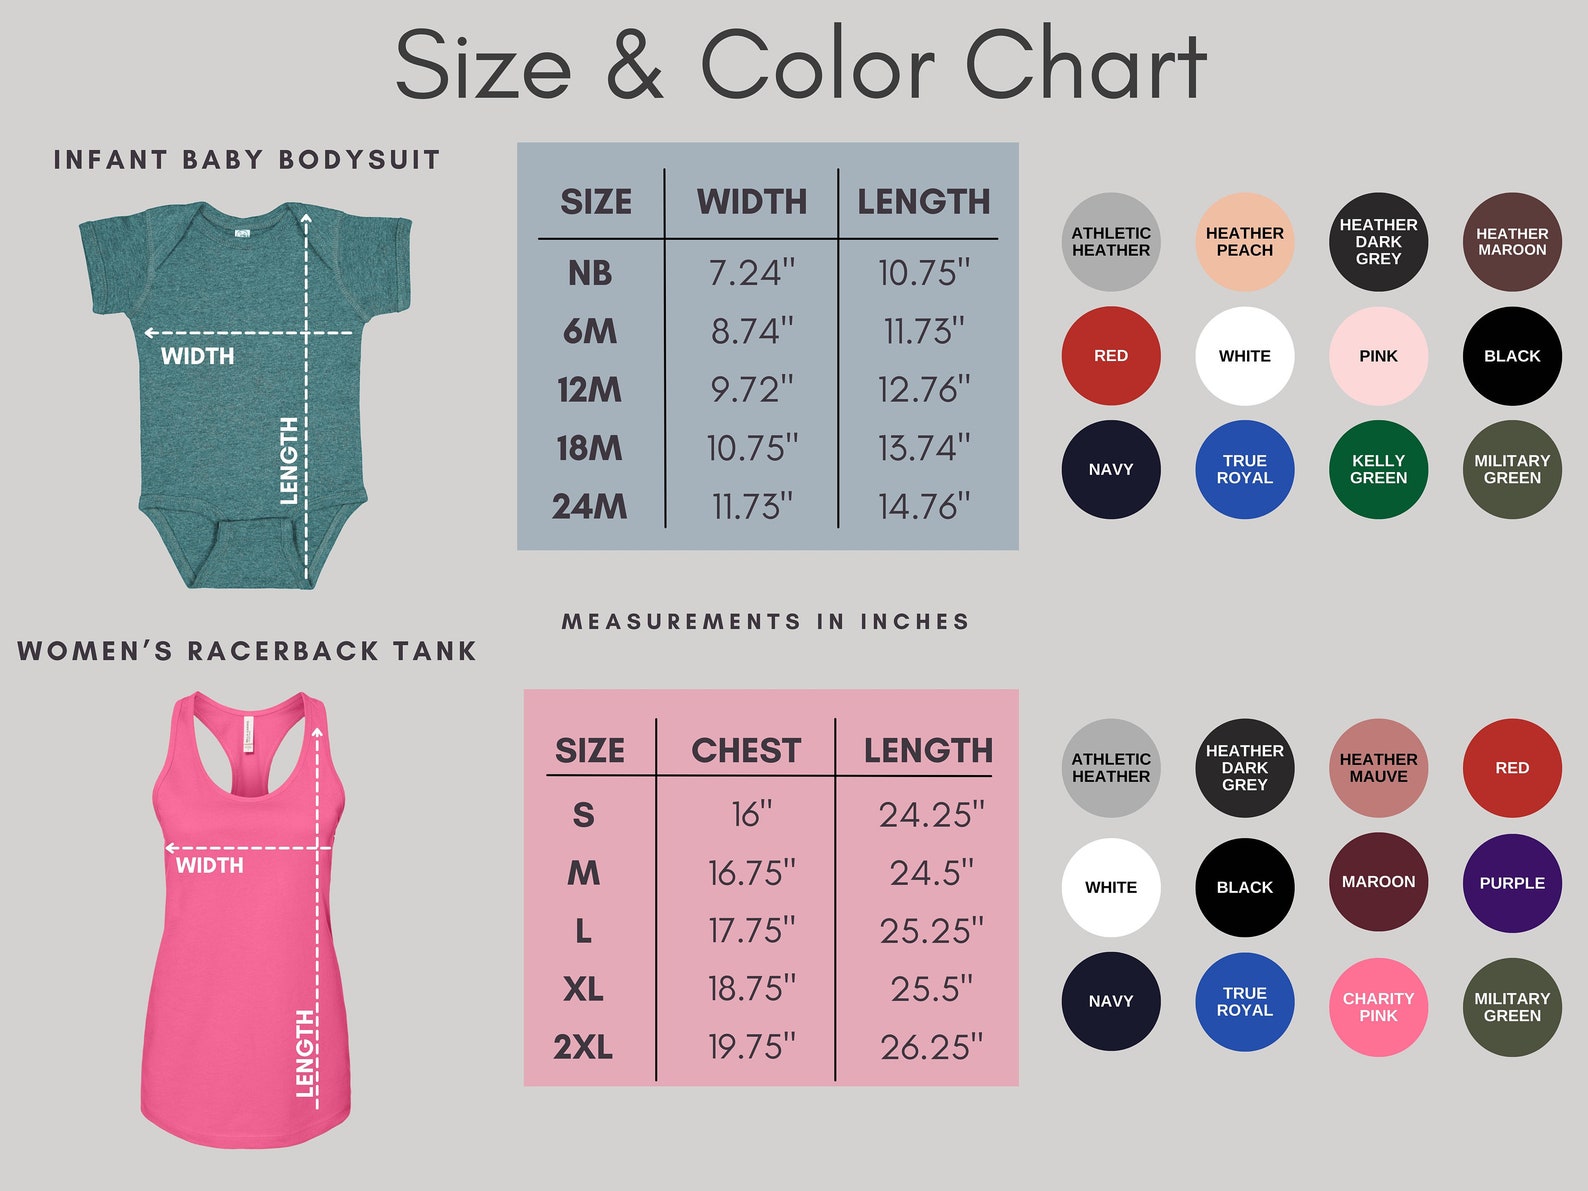 Size & Color Chart
INFANT BABY BODYSUIT
WIDTH
LENGTH
SIZE WIDTH LENGTH
NB 7.24" 10.75"
6M 8.74" 11.73"
12M 9.72" 12.76"
18M 10.75" 13.74"
24M 11.73" 14.76"
ATHLETIC
HEATHER
HEATHER
PEACH
HEATHER
DARK
GREY
HEATHER
MAROON
RED
WHITE
PINK
BLACK
NAVY
TRUE
ROYAL
KELLY
GREEN
MILITARY
GREEN
MEASUREMENTS IN INCHES
WOMEN’S RACERBACK TANK
WIDTH
LENGTH
SIZE CHEST LENGTH
S 16" 24.25"
M 16.75" 24.5"
L 17.75" 25.25"
XL 18.75" 25.5"
2XL 19.75" 26.25"
ATHLETIC
HEATHER
HEATHER
DARK
GREY
HEATHER
MAUVE
RED
WHITE
BLACK
MAROON
PURPLE
NAVY
TRUE
ROYAL
CHARITY
PINK
MILITARY
GREEN